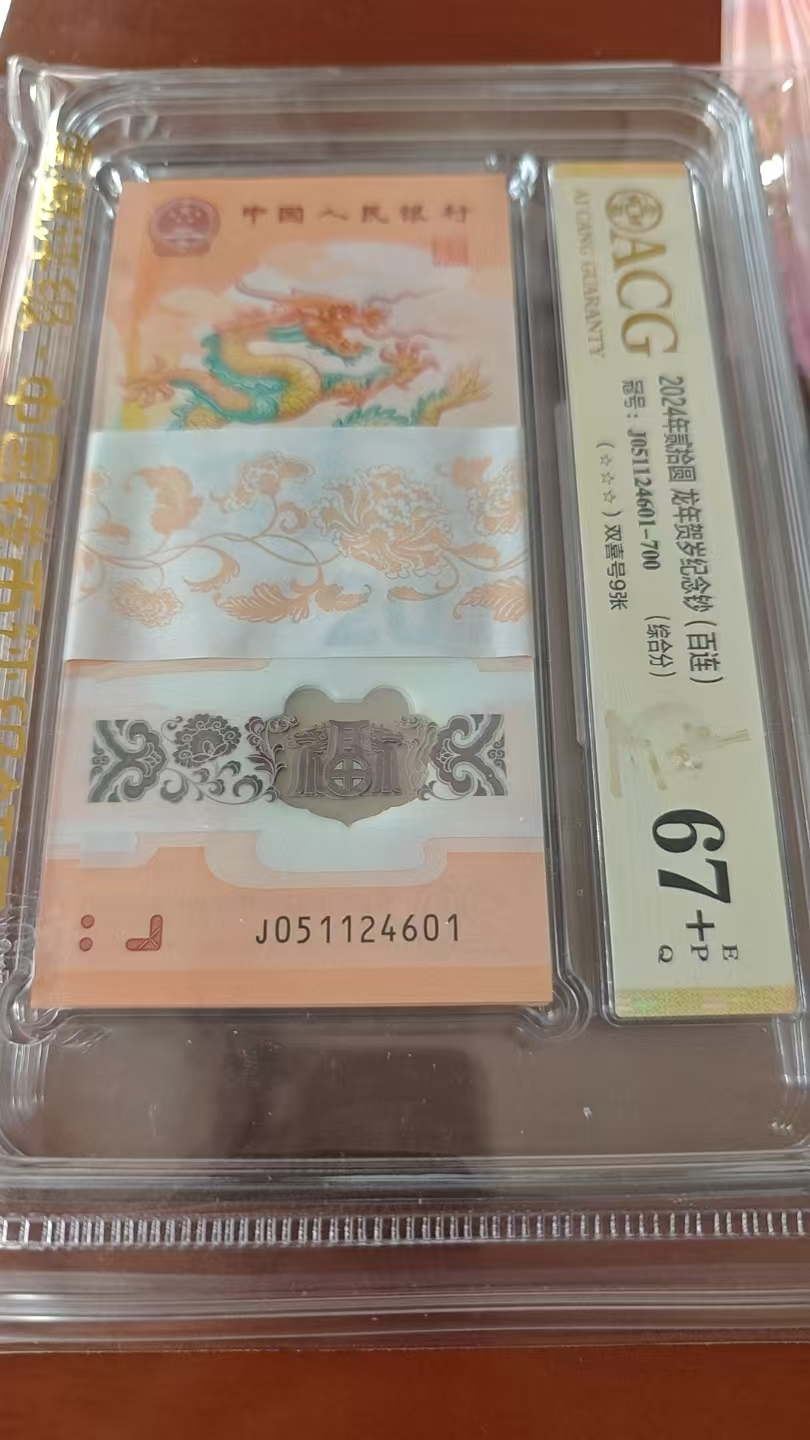 中国人民银行
福
J051124601
ACG
AI CANG GUARANTY
2024年贰拾圆 龙年贺岁纪念钞（百连）
冠号：J051124601-700 （综合分）
（☆☆☆）双喜号9张
67+
E
P
Q